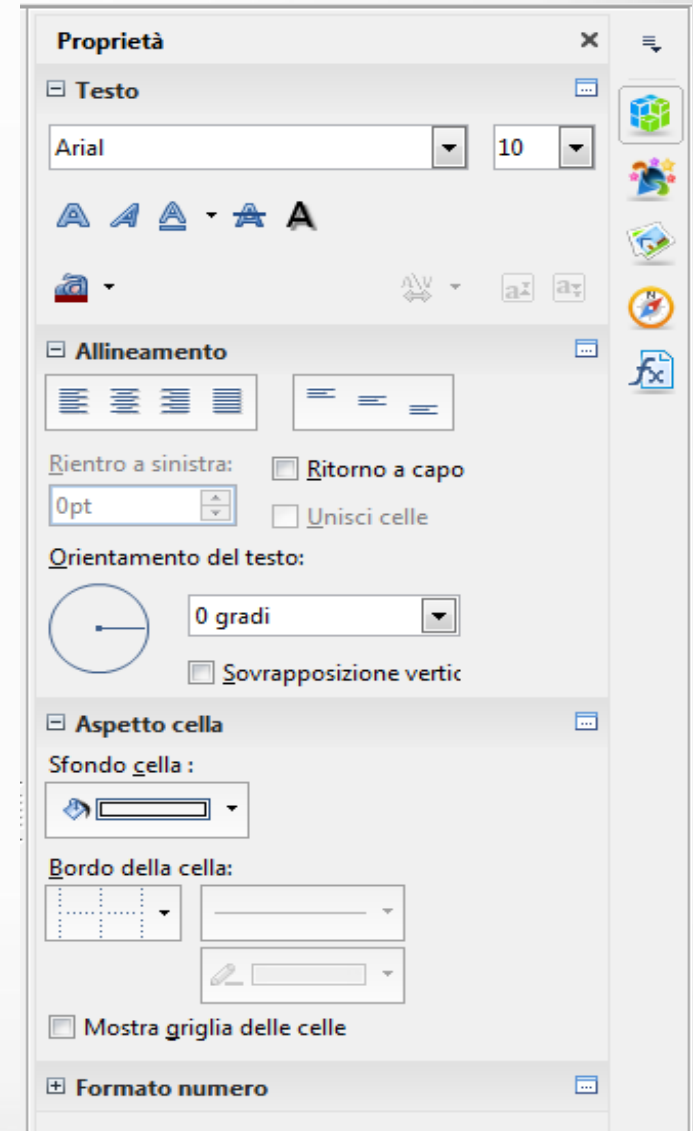 Proprietà
Testo
Arial
10
Allineamento
Rientro a sinistra:
Ritorno a capo
0pt
Unisci celle
Orientamento del testo:
0 gradi
Sovrapposizione vertic
Aspetto cella
Sfondo cella :
Bordo della cella:
Mostra griglia delle celle
Formato numero